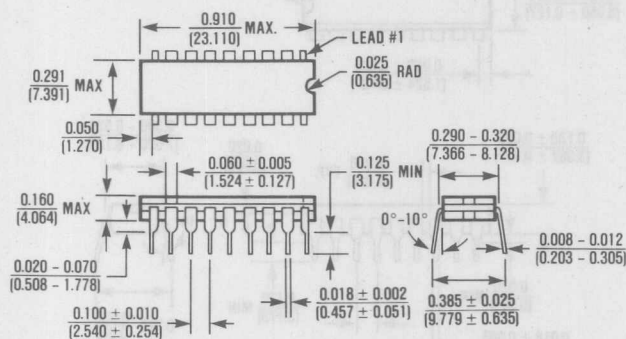 0.910
(23.110) MAX.
LEAD #1
0.291
(7.391) MAX
0.025
(0.635) RAD
0.050
(1.270)
0.060 ± 0.005
(1.524 ± 0.127)
0.125
(3.175) MIN
0.290 - 0.320
(7.366 - 8.128)
0.160
(4.064) MAX
0°-10°
0.008 - 0.012
(0.203 - 0.305)
0.020 - 0.070
(0.508 - 1.778)
0.018 ± 0.002
(0.457 ± 0.051)
0.385 ± 0.025
(9.779 ± 0.635)
0.100 ± 0.010
(2.540 ± 0.254)